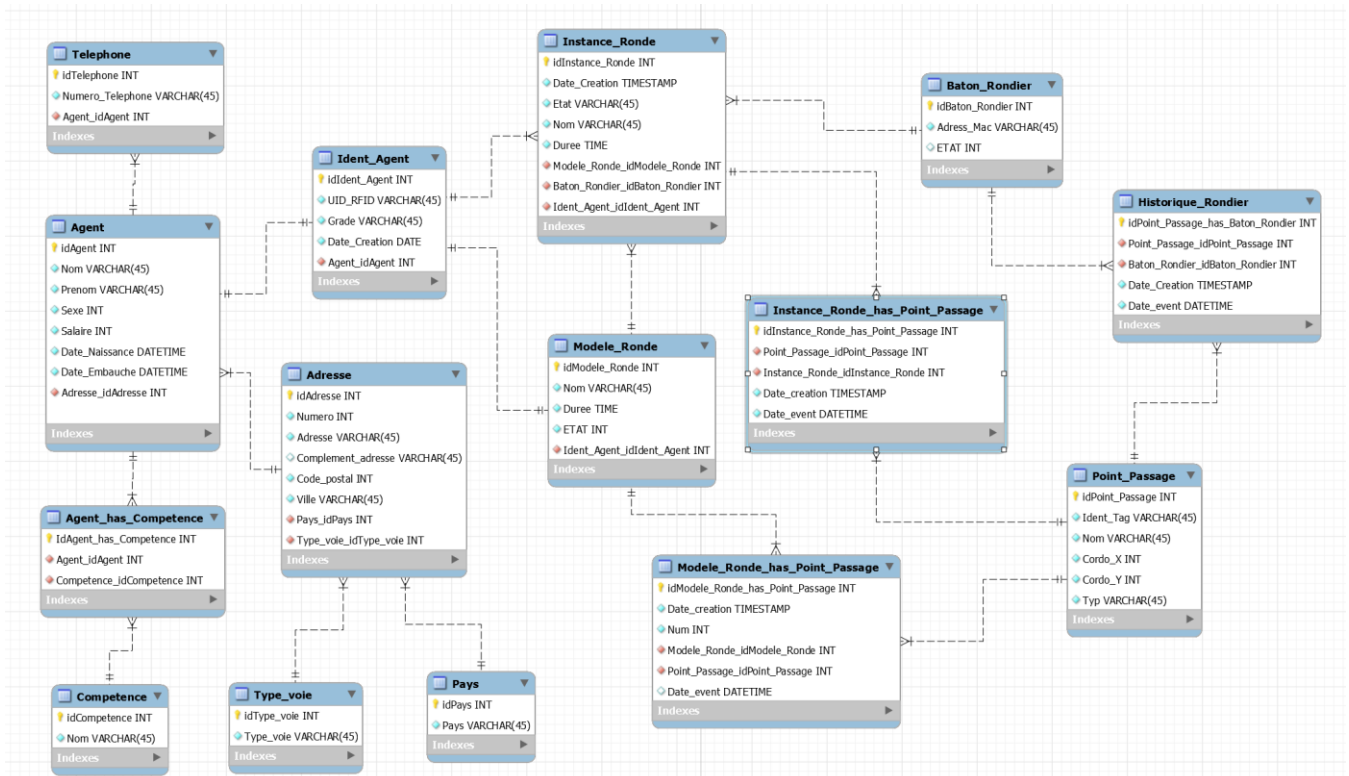 Telephone
idTelephone INT
Numero_Telephone VARCHAR(45)
Agent_idAgent INT
Indexes
Agent
idAgent INT
Nom VARCHAR(45)
Prenom VARCHAR(45)
Sexe INT
Salaire INT
Date_Naissance DATETIME
Date_Embauche DATETIME
Adresse_idAdresse INT
Indexes
Agent_has_Competence
IdAgent_has_Competence INT
Agent_idAgent INT
Competence_idCompetence INT
Indexes
Competence
idCompetence INT
Nom VARCHAR(45)
Indexes
Ident_Agent
idIdent_Agent INT
UID_RFID VARCHAR(45)
Grade VARCHAR(45)
Date_Creation DATE
Agent_idAgent INT
Indexes
Adresse
idAdresse INT
Numero INT
Adresse VARCHAR(45)
Complement_adresse VARCHAR(45)
Code_postal INT
Ville VARCHAR(45)
Pays_idPays INT
Type_voie_idType_voie INT
Indexes
Type_voie
idType_voie INT
Type_voie VARCHAR(45)
Indexes
Pays
idPays INT
Pays VARCHAR(45)
Indexes
Instance_Ronde
idInstance_Ronde INT
Date_Creation TIMESTAMP
Etat VARCHAR(45)
Nom VARCHAR(45)
Duree TIME
Modele_Ronde_idModele_Ronde INT
Baton_Rondier_idBaton_Rondier INT
Ident_Agent_idIdent_Agent INT
Indexes
Modele_Ronde
idModele_Ronde INT
Nom VARCHAR(45)
Duree TIME
ETAT INT
Ident_Agent_idIdent_Agent INT
Indexes
Instance_Ronde_has_Point_Passage
idInstance_Ronde_has_Point_Passage INT
Point_Passage_idPoint_Passage INT
Instance_Ronde_idInstance_Ronde INT
Date_creation TIMESTAMP
Date_event DATETIME
Indexes
Modele_Ronde_has_Point_Passage
idModele_Ronde_has_Point_Passage INT
Date_creation TIMESTAMP
Num INT
Modele_Ronde_idModele_Ronde INT
Point_Passage_idPoint_Passage INT
Date_event DATETIME
Indexes
Baton_Rondier
idBaton_Rondier INT
Adress_Mac VARCHAR(45)
ETAT INT
Indexes
Historique_Rondier
idPoint_Passage_has_Baton_Rondier INT
Point_Passage_idPoint_Passage INT
Baton_Rondier_idBaton_Rondier INT
Date_Creation TIMESTAMP
Date_event DATETIME
Indexes
Point_Passage
idPoint_Passage INT
Ident_Tag VARCHAR(45)
Nom VARCHAR(45)
Cordo_X INT
Cordo_Y INT
Typ VARCHAR(45)
Indexes